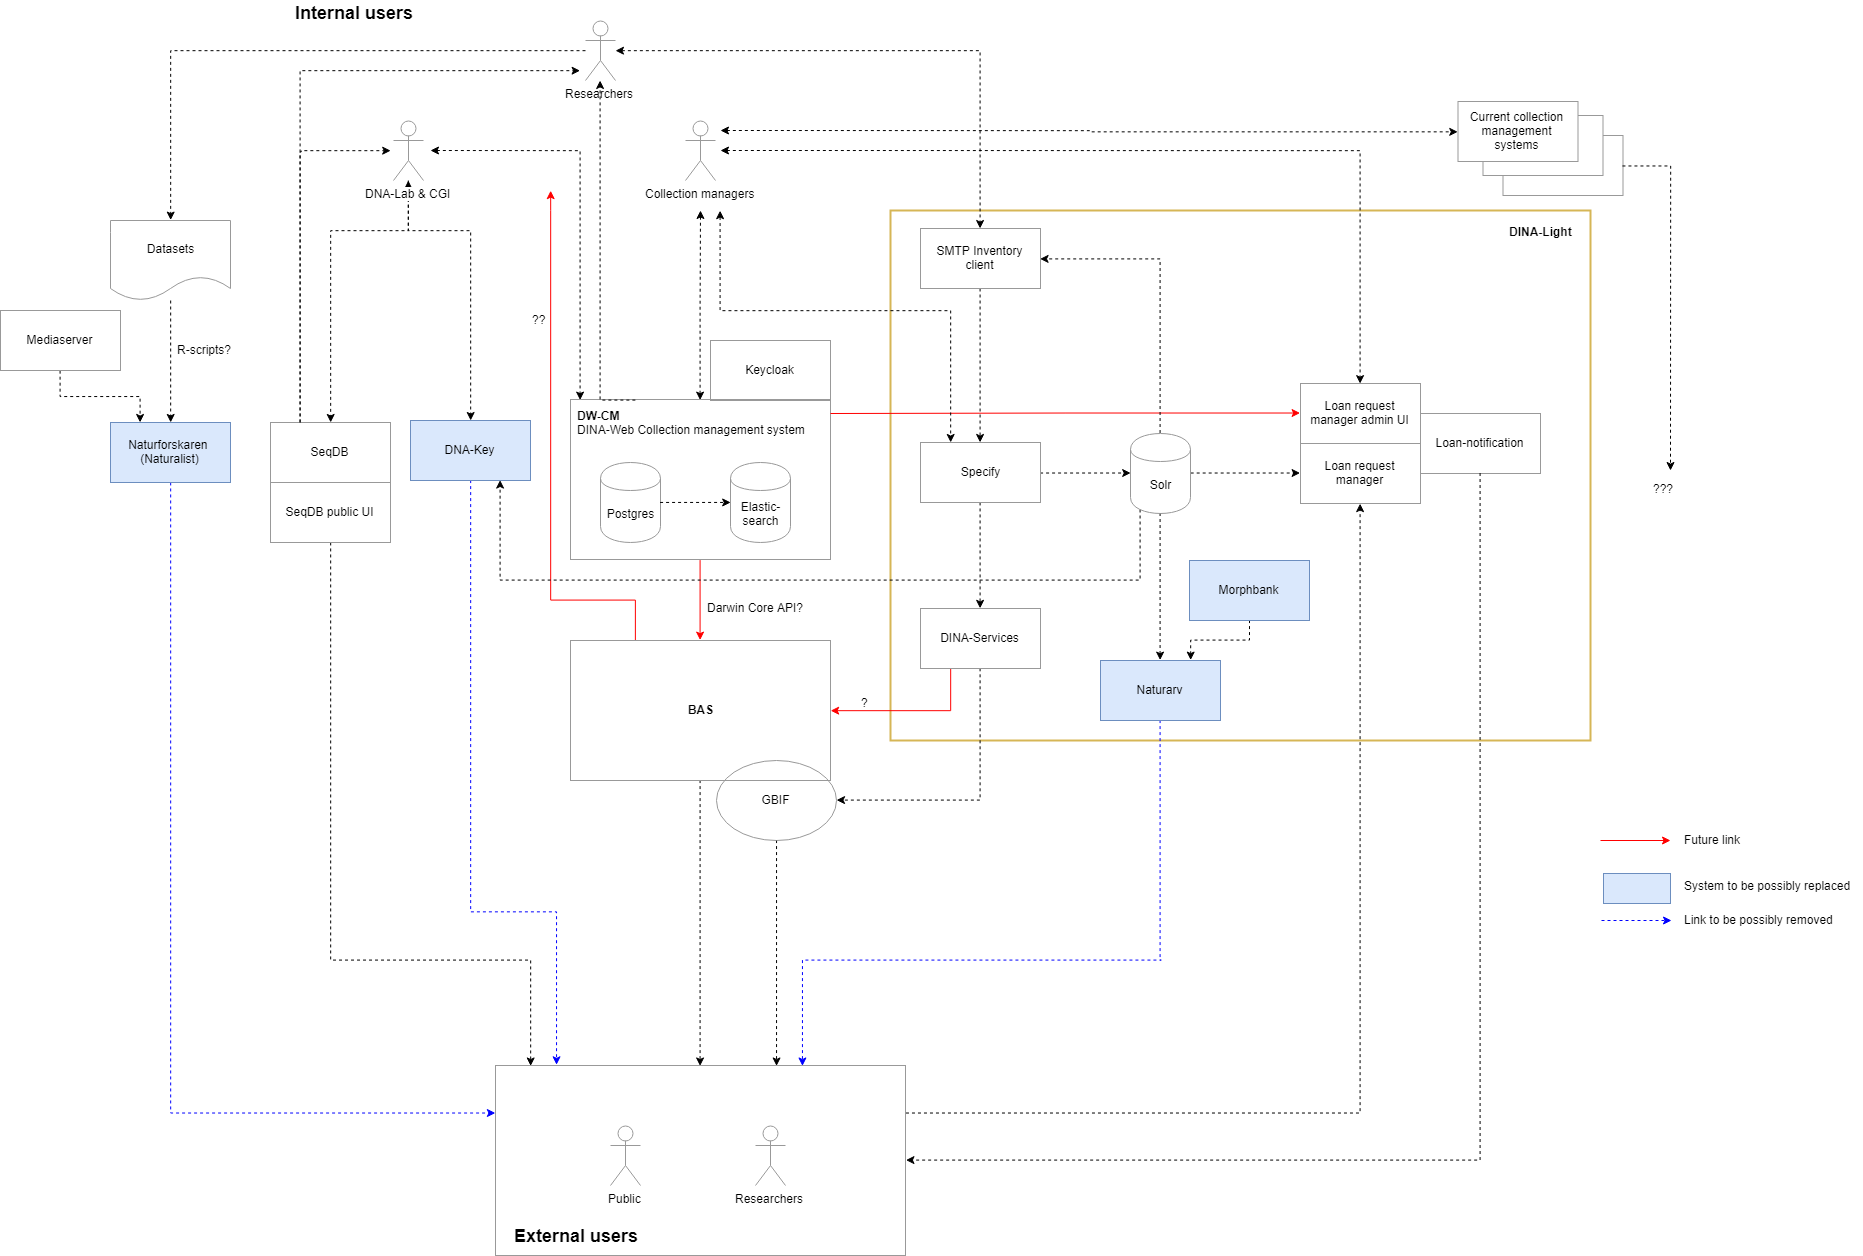 Internal users
Researchers
Current collection
management
systems
DNA-Lab & CGI
Collection managers
DINA-Light
Datasets
SMTP Inventory
client
??
Mediaserver
R-scripts?
Keycloak
DW-CM
DINA-Web Collection management system
Loan request
manager admin UI
Naturforskaren
(Naturalist)
SeqDB
DNA-Key
Loan-notification
Specify
Loan request
manager
Solr
???
SeqDB public UI
Postgres
Elastic-
search
Morphbank
Darwin Core API?
DINA-Services
Naturarv
BAS
?
GBIF
Future link
System to be possibly replaced
Link to be possibly removed
Public
Researchers
External users